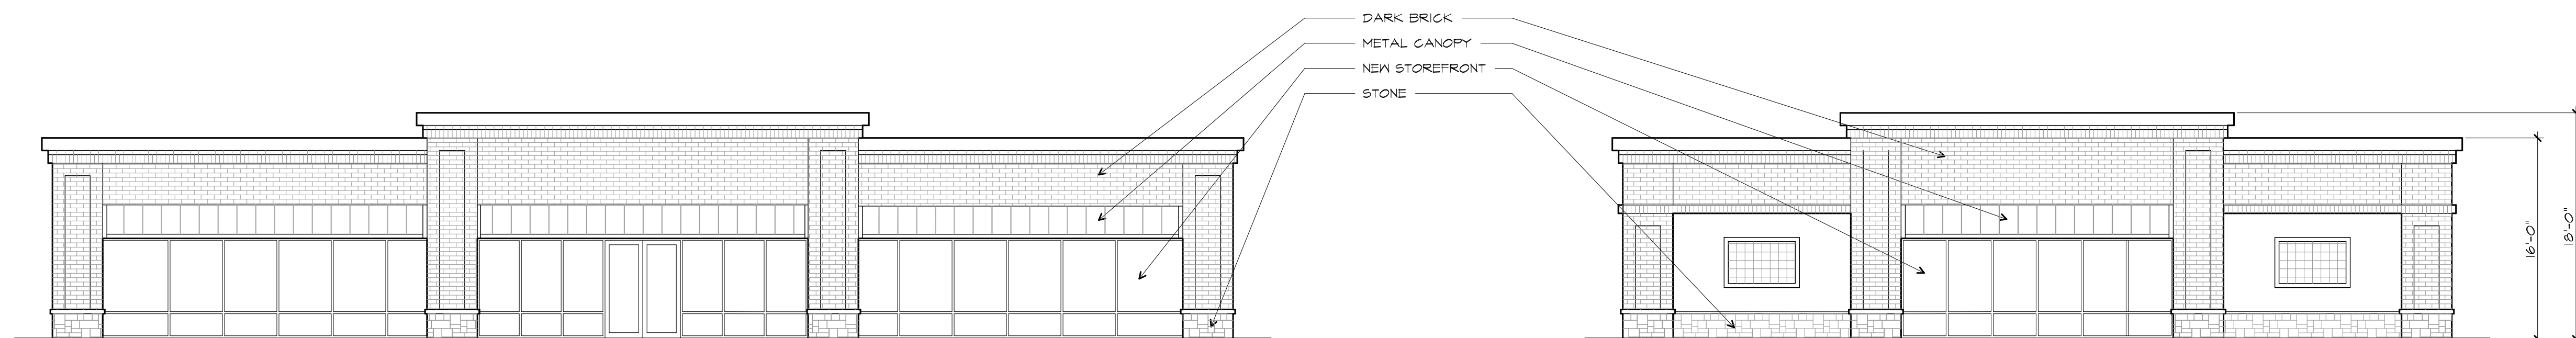 DARK BRICK
METAL CANOPY
NEW STOREFRONT
STONE
16'-0"
18'-0"